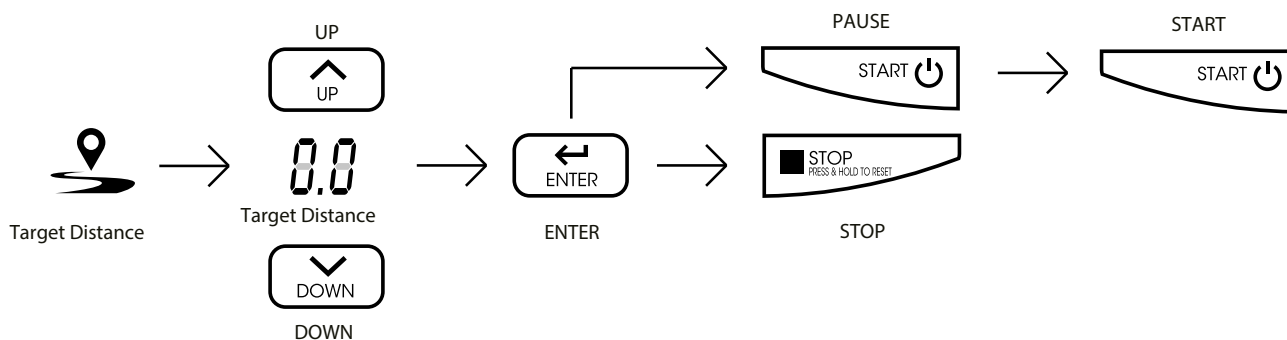 UP
UP
0.0
Target Distance
DOWN
DOWN
Target Distance
ENTER
ENTER
PAUSE
START
STOP
PRESS & HOLD TO RESET
STOP
START
START